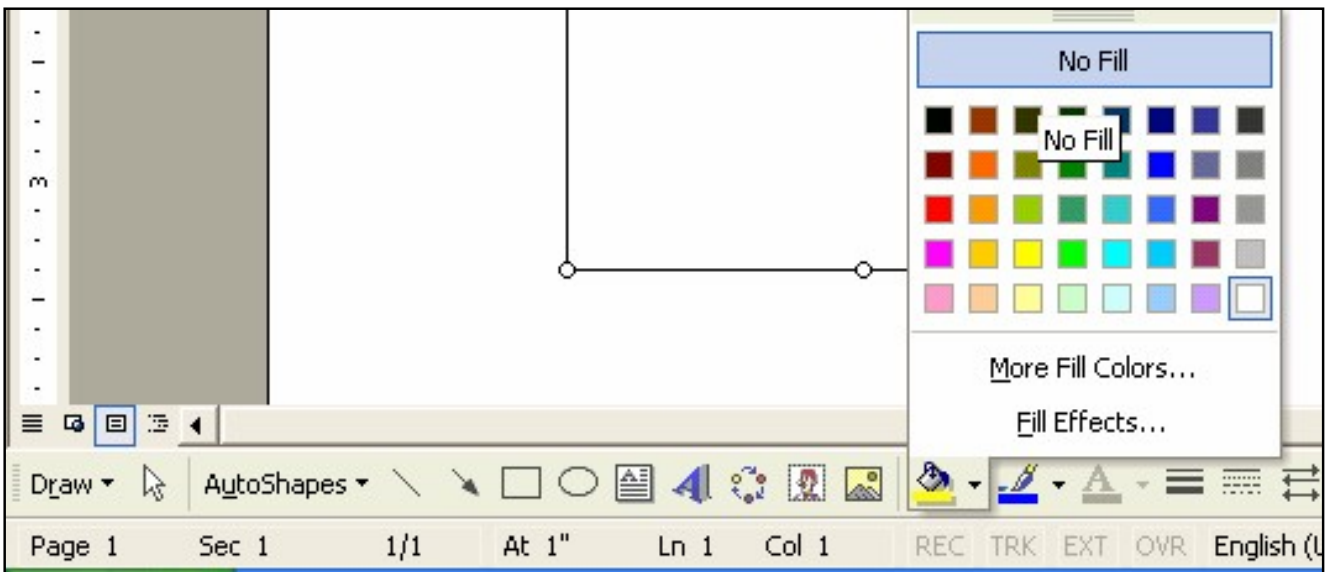 No Fill
No Fill
3
More Fill Colors...
Fill Effects...
Draw AutoShapes A A
Page 1 Sec 1 1/1 At 1" Ln 1 Col 1 REC TRK EXT OVR English (U